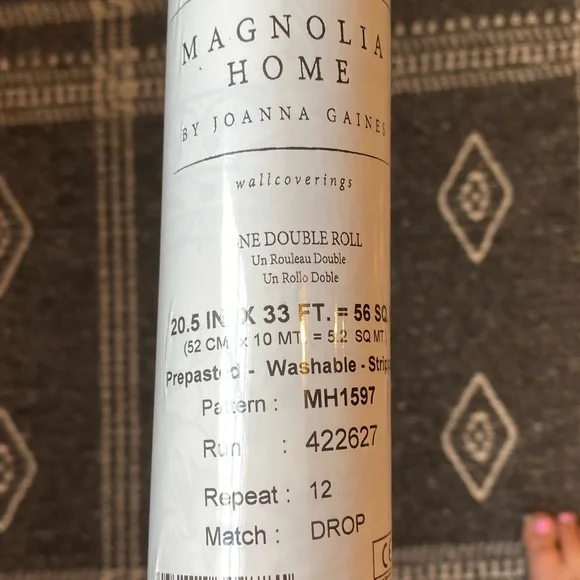 MAGNOLIA
HOME
BY JOANNA GAINES
wallcoverings
NE DOUBLE ROLL
Un Rouleau Double
Un Rollo Doble
20.5 IN X 33 FT. = 56 SQ
(52 CM x 10 MT. = 5.2 SQ MT.)
Prepasted - Washable - Strip
Pattern : MH1597
Run : 422627
Repeat : 12
Match : DROP